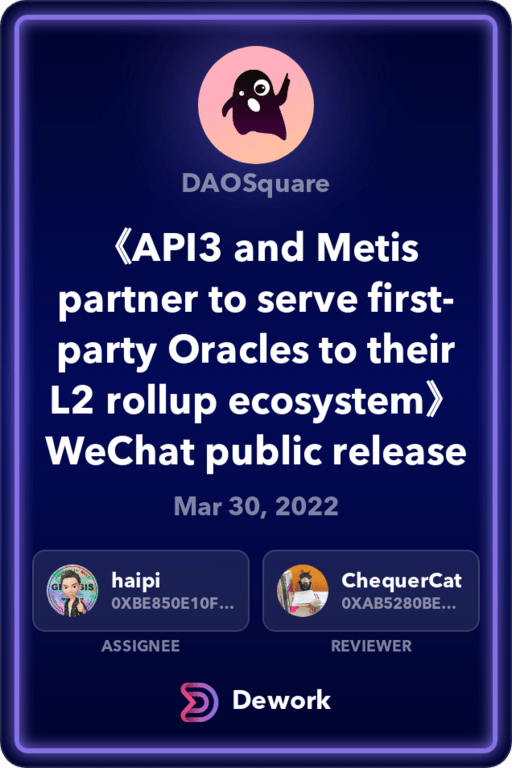 DAOSquare
《API3 and Metis
partner to serve first-
party Oracles to their
L2 rollup ecosystem》
WeChat public release
Mar 30, 2022
haipi
0XBE850E10F...
ASSIGNEE
ChequerCat
0XAB5280BE...
REVIEWER
Dework